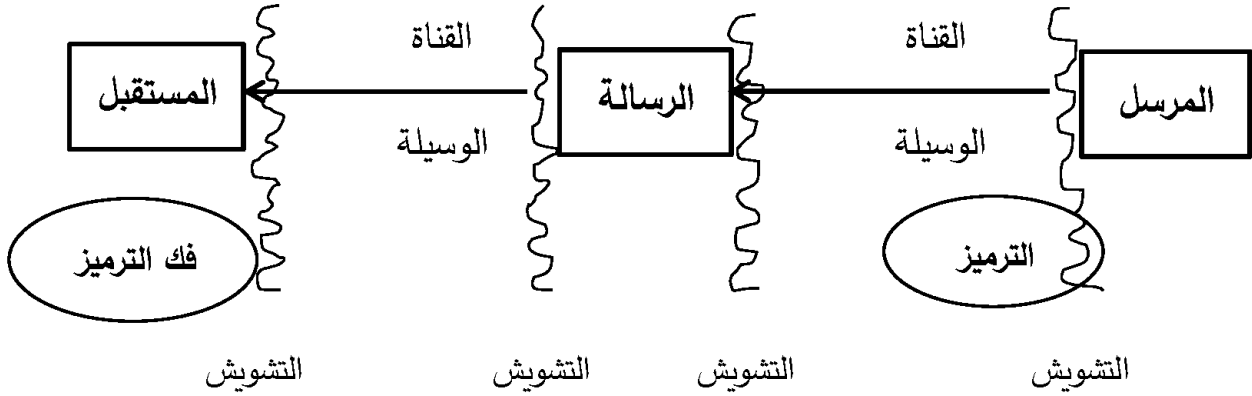 القناة
القناة
المرسل
الرسالة
المستقبل
الوسيلة
الوسيلة
الترميز
فك الترميز
التشويش
التشويش
التشويش
التشويش